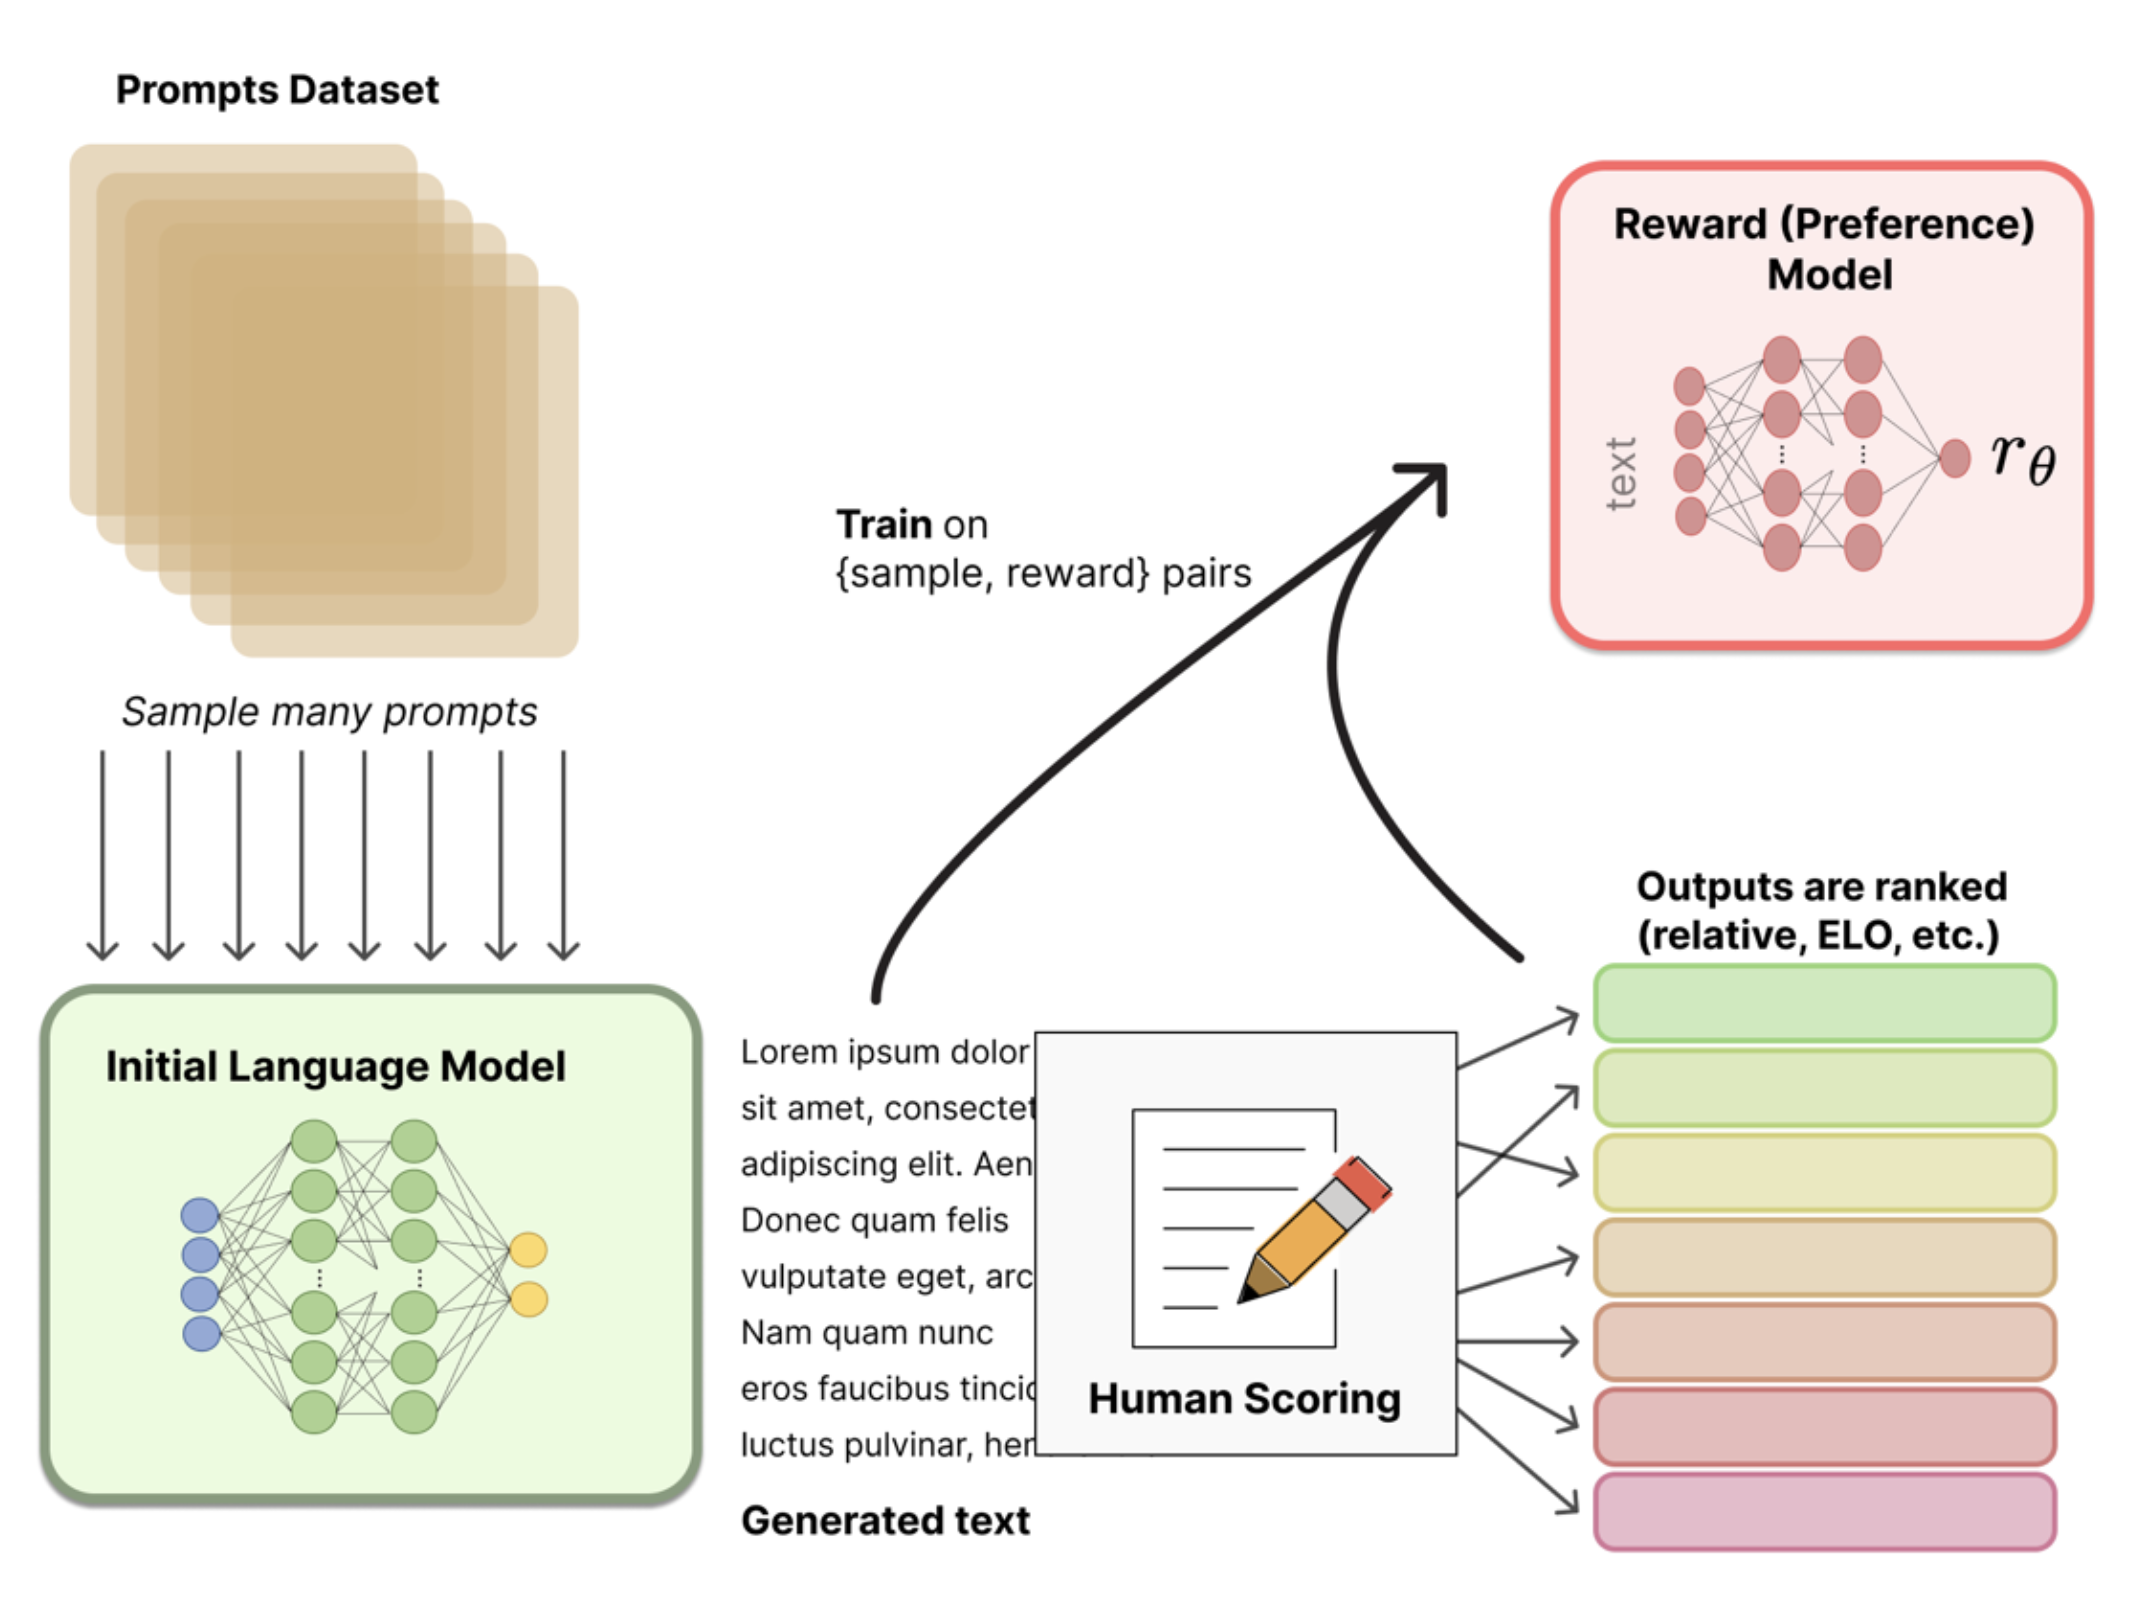 Prompts Dataset
Sample many prompts
Initial Language Model
Train on
{sample, reward} pairs
Reward (Preference)
Model
text
rθ
Lorem ipsum dolor
sit amet, consectet
adipiscing elit. Aen
Donec quam felis
vulputate eget, arc
Nam quam nunc
eros faucibus tincid
luctus pulvinar, her
Generated text
Human Scoring
Outputs are ranked
(relative, ELO, etc.)